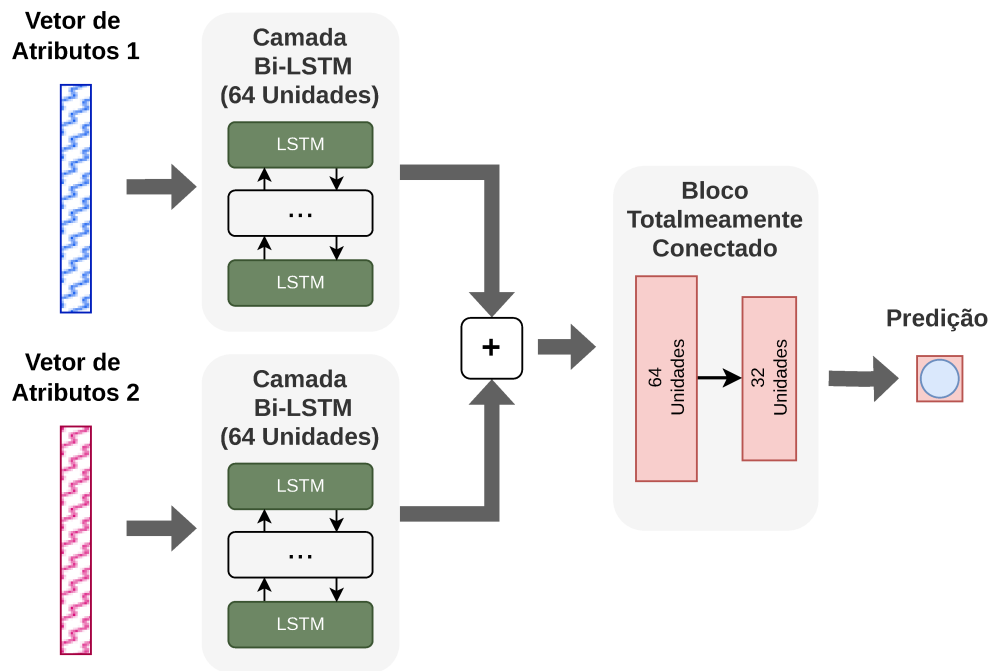 Vetor de
Atributos 1
Camada
Bi-LSTM
(64 Unidades)
LSTM
...
LSTM
Vetor de
Atributos 2
Camada
Bi-LSTM
(64 Unidades)
LSTM
...
LSTM
+
Bloco
Totalmeamente
Conectado
64
Unidades
32
Unidades
Predição